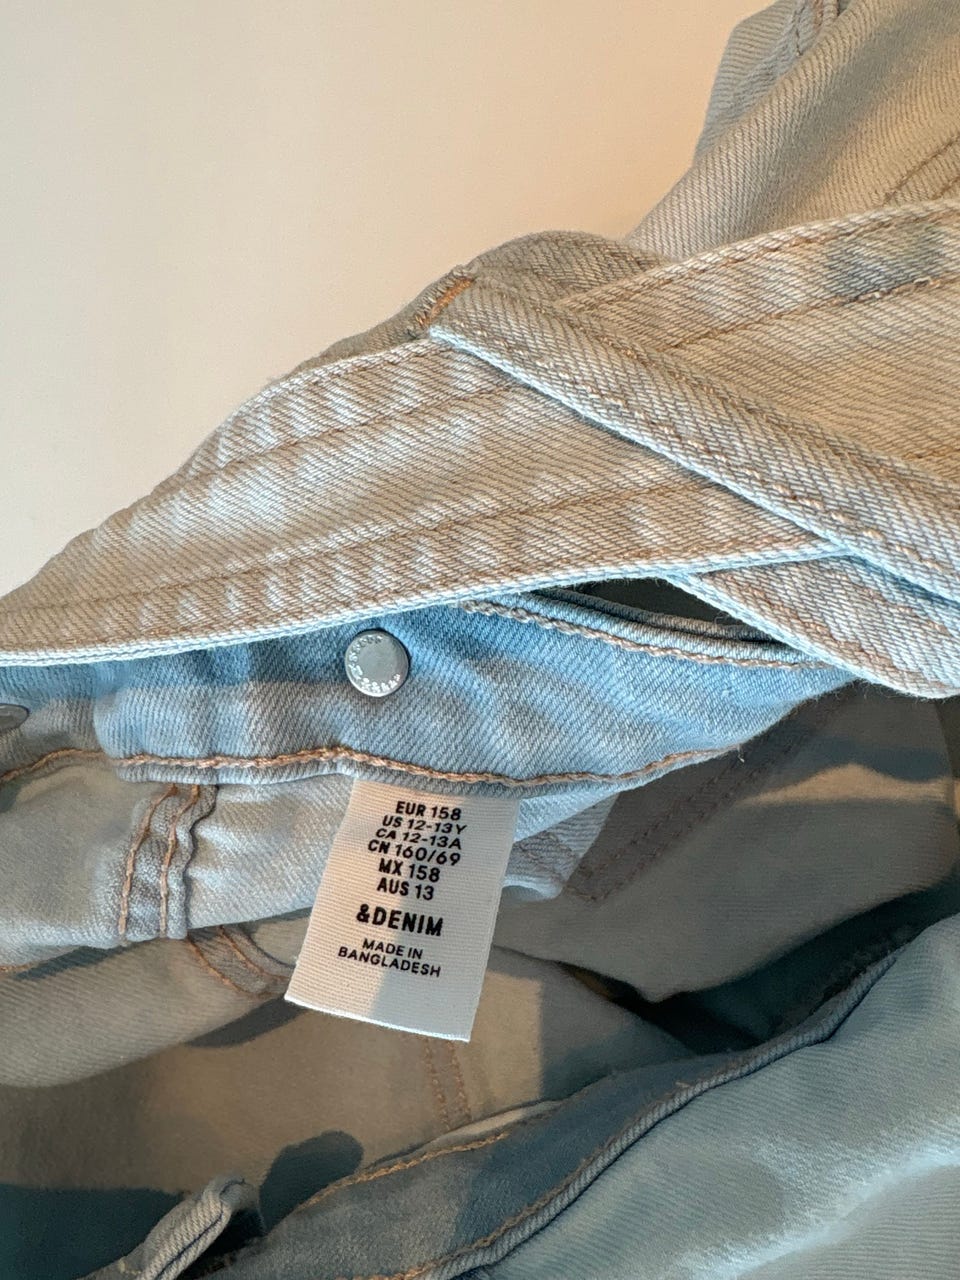 EUR 158
US 12-13Y
CA 12-13A
CN 160/69
MX 158
AUS 13
&DENIM
MADE IN
BANGLADESH